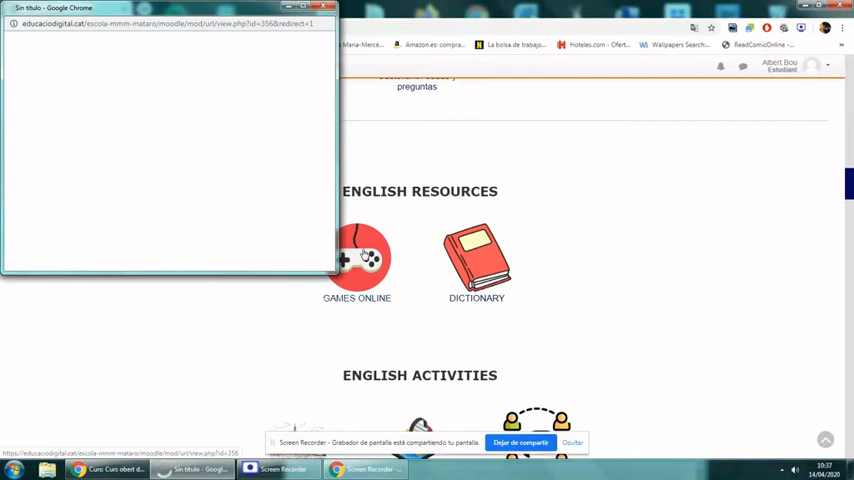 Sin título - Google Chrome
educaciodigital.cat/escola-mmm-mataro/moodle/mod/url/view.php?id=356&redirect=1
Maria-Mercè...
Amazon.es: compra...
La bolsa de trabajo...
Hoteles.com - Ofert...
Wallpapers Search:...
ReadComicOnline -...
»
Albert Bou
Estudiant
preguntas
ENGLISH RESOURCES
GAMES ONLINE
DICTIONARY
ENGLISH ACTIVITIES
Screen Recorder - Grabador de pantalla está compartiendo tu pantalla.
Dejar de compartir
Ocultar
https://educaciodigital.cat/escola-mmm-mataro/moodle/mod/url/view.php?id=356
Curs: Curs obert d...
Sin título - Googl...
Screen Recorder
Screen Recorder -...
10:37
14/04/2020